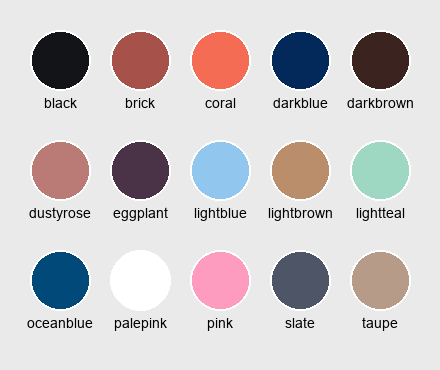 black brick coral darkblue darkbrown
dustyrose eggplant lightblue lightbrown lightteal
oceanblue palepink pink slate taupe